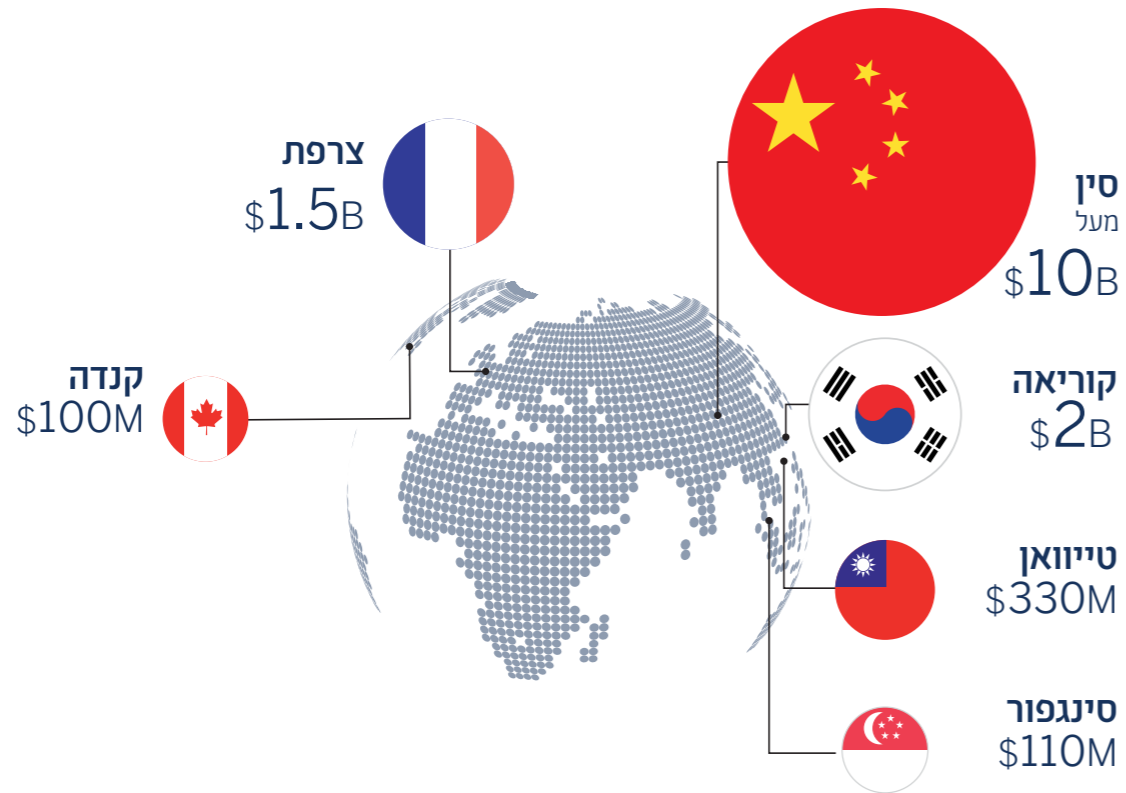 צרפת
$1.5B
סין
מעל
$10B
קנדה
$100M
קוריאה
$2B
טייוואן
$330M
סינגפור
$110M